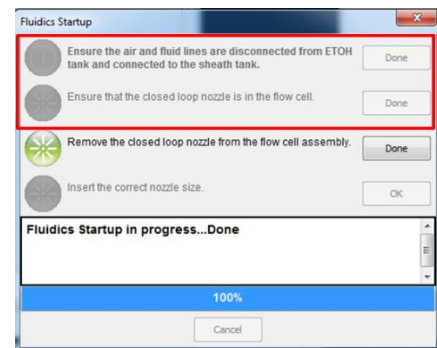 Fluidics Startup
Ensure the air and fluid lines are disconnected from ETOH
tank and connected to the sheath tank.
Done
Ensure that the closed loop nozzle is in the flow cell.
Done
Remove the closed loop nozzle from the flow cell assembly.
Done
Insert the correct nozzle size.
OK
Fluidics Startup in progress...Done
100%
Cancel